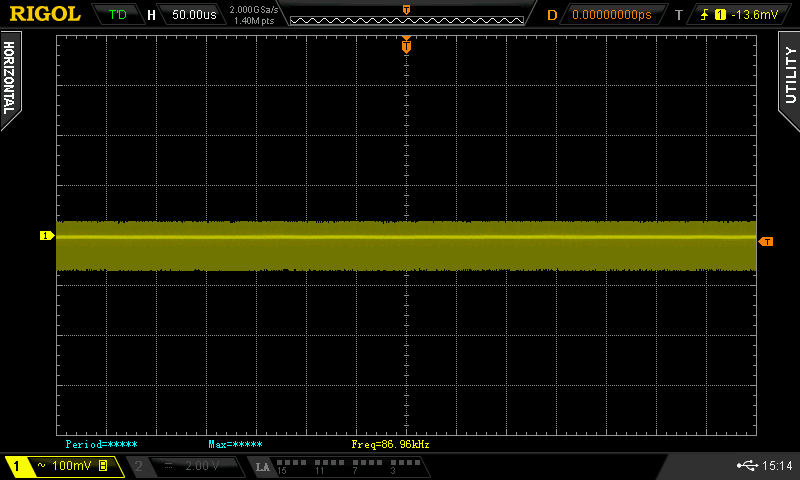 RIGOL T'D H 50.00us 2.000GSa/s 1.40M pts T D 0.00000000ps T 1 -13.6mV
HORIZONTAL
UTILITY
T
1
T
Period=***** Max=***** Freq=86.96kHz
1 ~ 100mV B 2 2.00 V LA 15 11 7 3 15:14